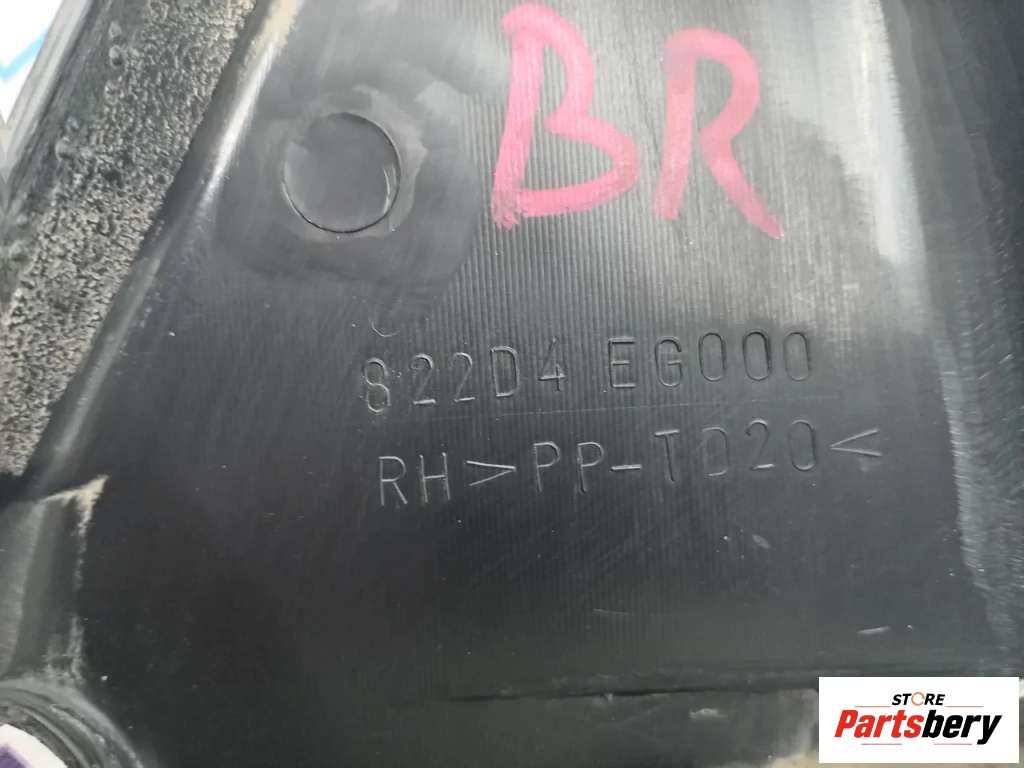 BR
822D4 EG000
RH>PP-TD20<
STORE
Partsbery